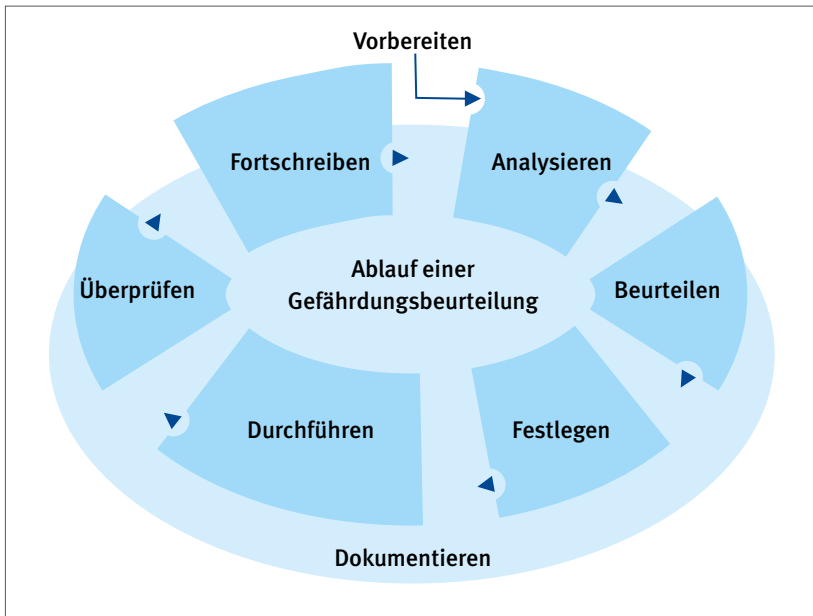 Vorbereiten
Fortschreiben
Analysieren
Überprüfen
Ablauf einer
Gefährdungsbeurteilung
Beurteilen
Durchführen
Festlegen
Dokumentieren